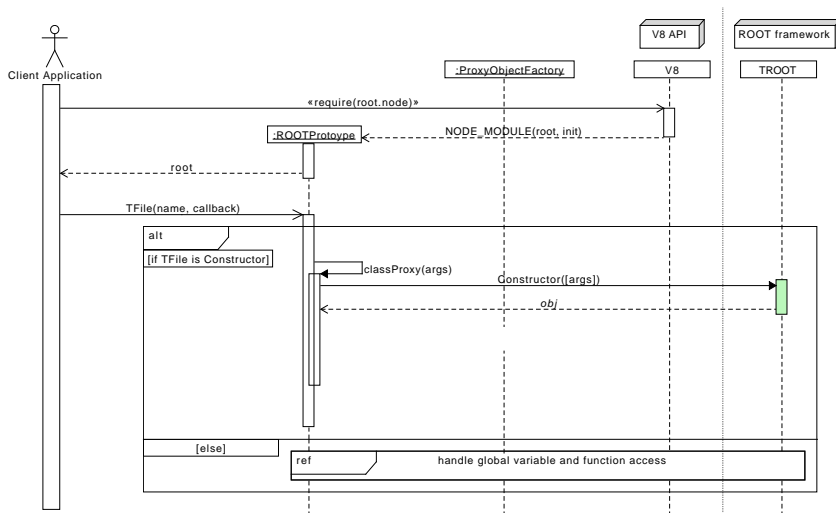 V8 API
ROOT framework
Client Application
:ProxyObjectFactory
V8
TROOT
«require(root.node)»
:ROOTPrototype
NODE_MODULE(root, init)
root
TFile(name, callback)
alt
[if TFile is Constructor]
classProxy(args)
Constructor([args])
obj
[else]
ref
handle global variable and function access